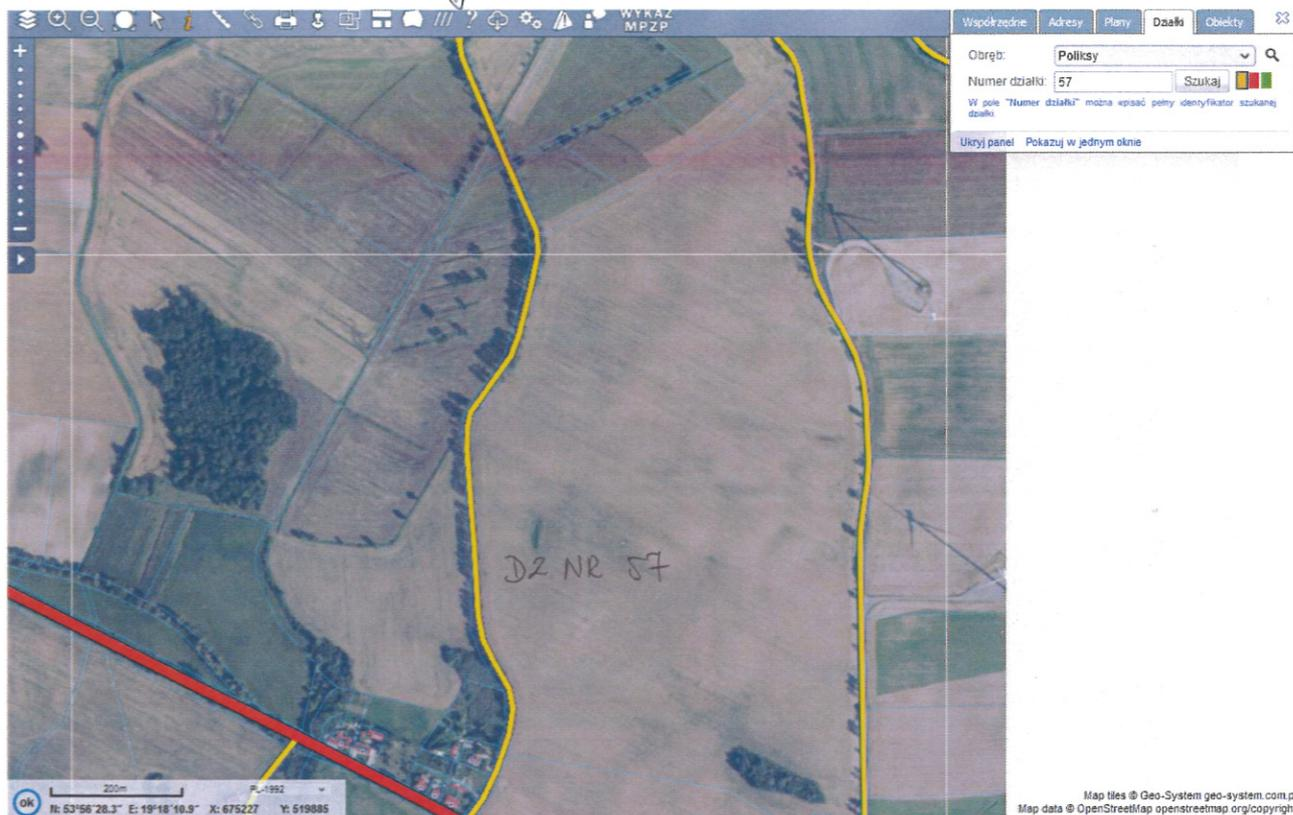 WYKAZ
MPZP
Współrzędne Adresy Plany Działki Obiekty
Obręb: Poliksy
Numer działki: 57 Szukaj
W pole "Numer działki" można wpisać pełny identyfikator szukanej
działki
Ukryj panel Pokazuj w jednym oknie
DZ NR 57
200m PL-1992
ok N: 53°56'28.3" E: 19°18'10.9" X: 675227 Y: 519885
Map tiles © Geo-System geo-system.com.p
Map data © OpenStreetMap openstreetmap.org/copyrigh